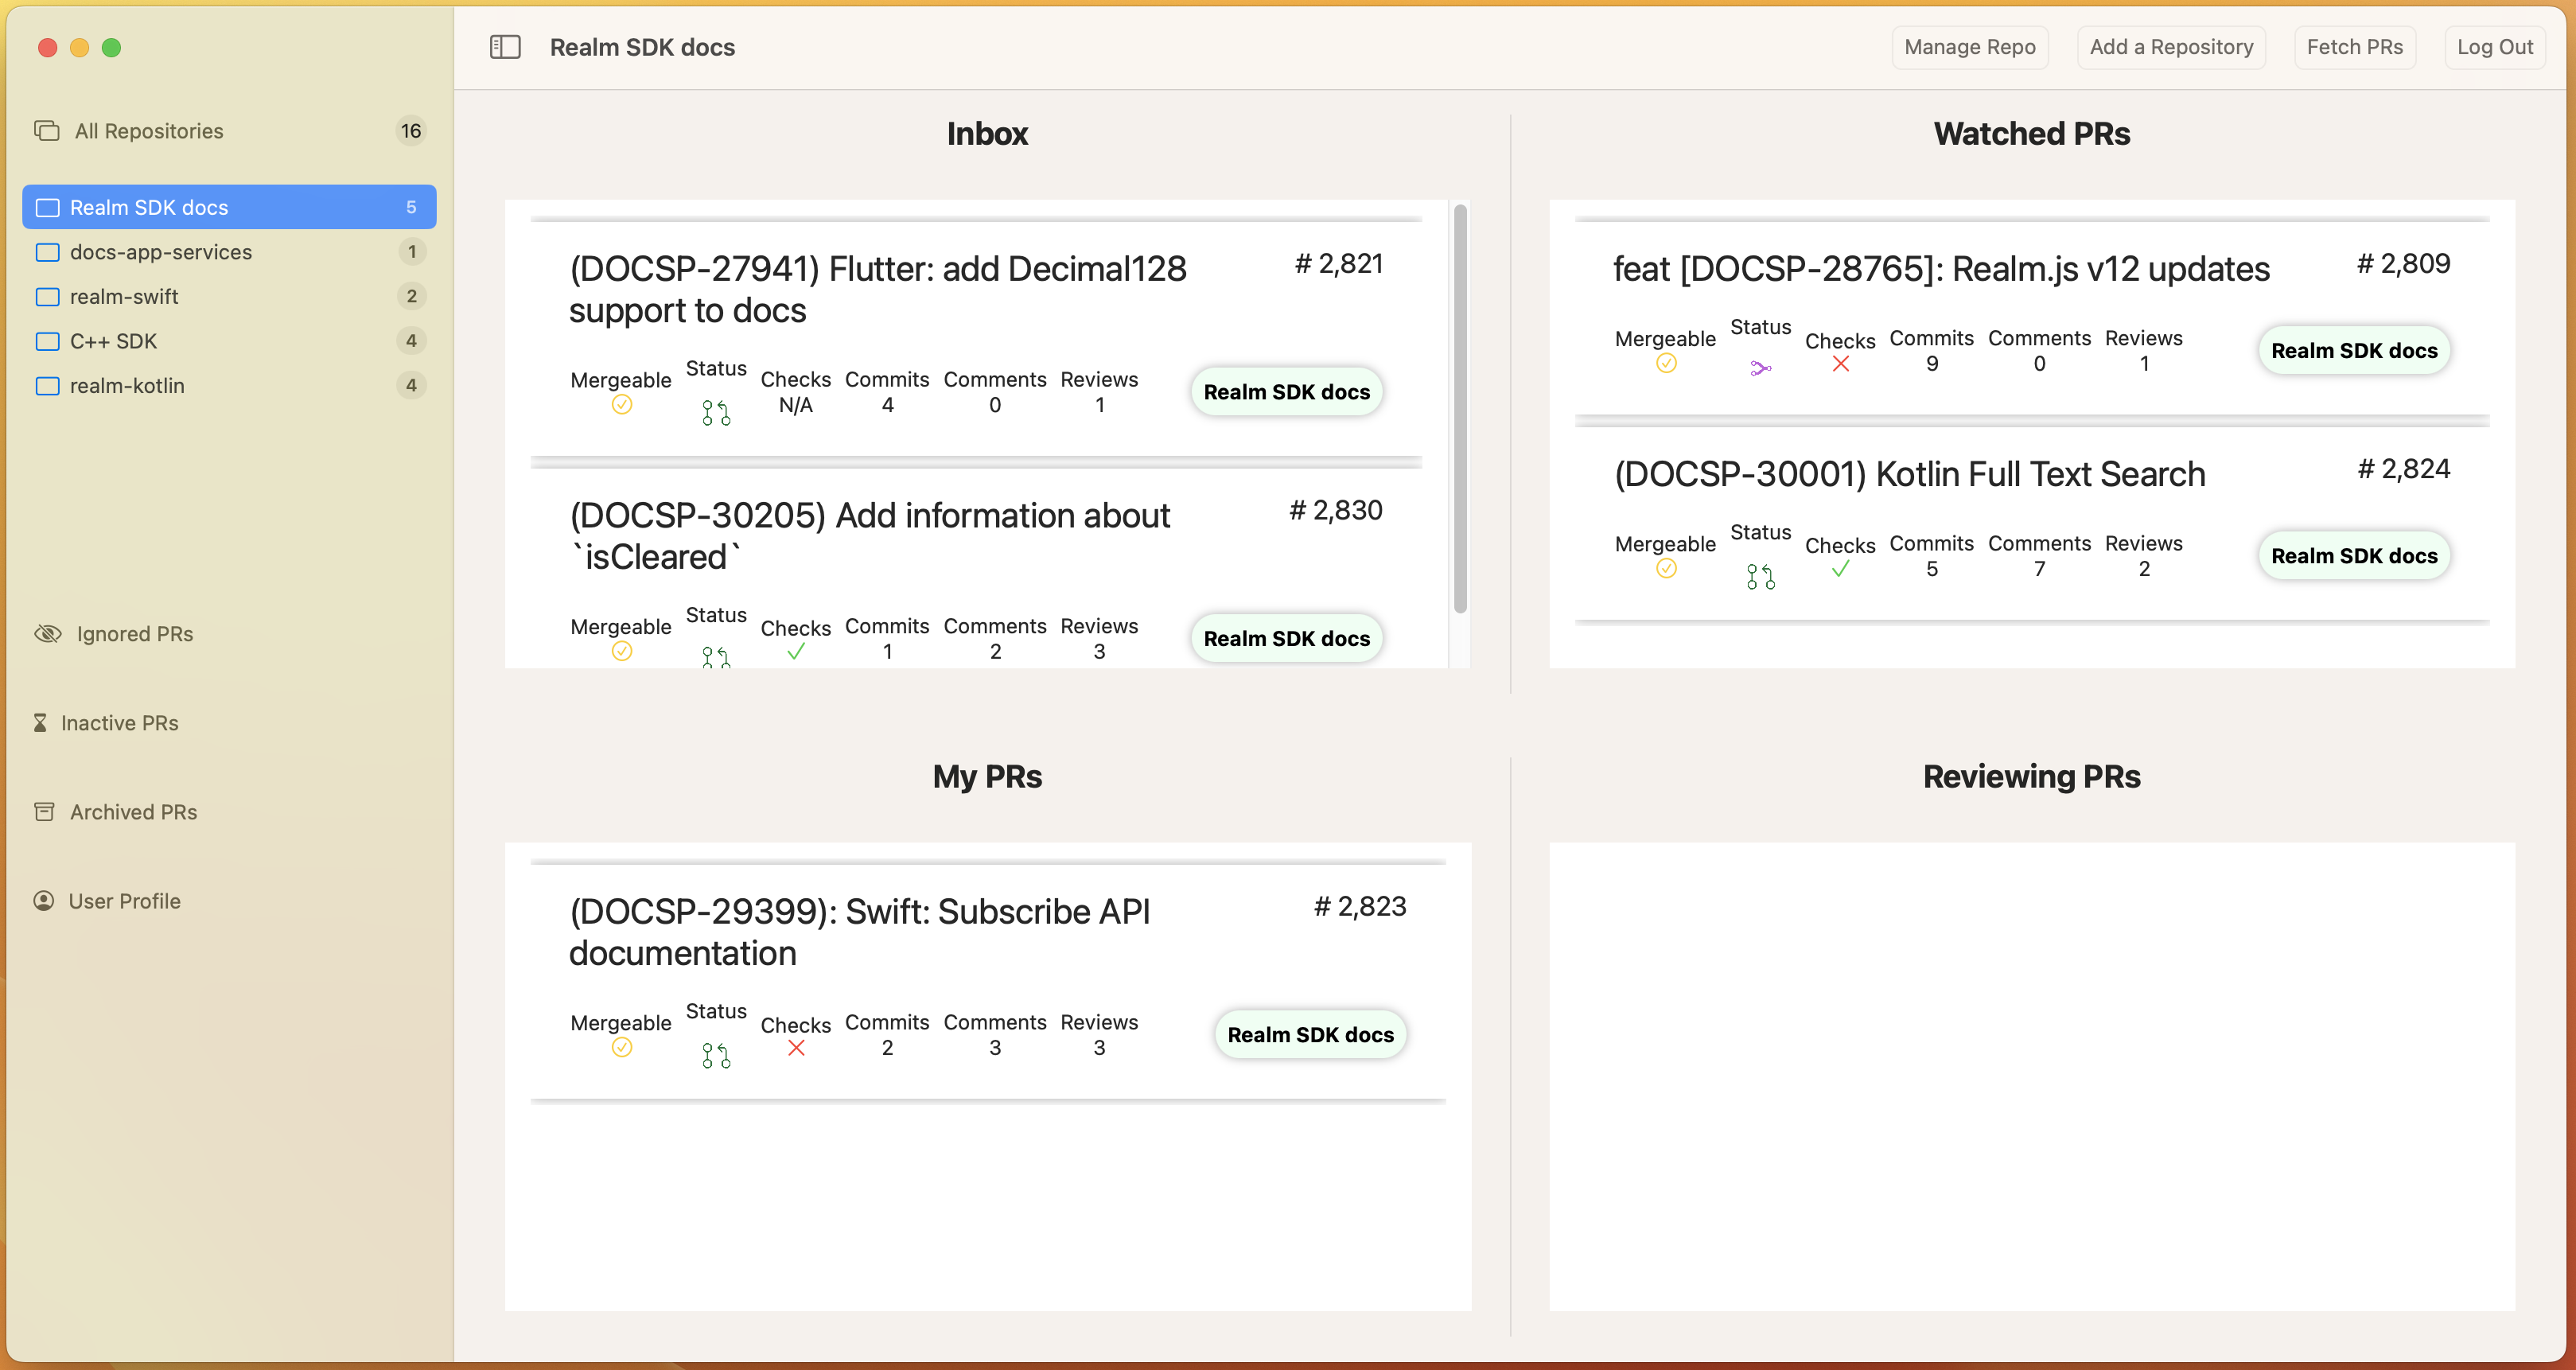 Realm SDK docs
Manage Repo
Add a Repository
Fetch PRs
Log Out
All Repositories 16
Realm SDK docs 5
docs-app-services 1
realm-swift 2
C++ SDK 4
realm-kotlin 4
Ignored PRs
Inactive PRs
Archived PRs
User Profile
Inbox
(DOCSP-27941) Flutter: add Decimal128
support to docs
# 2,821
Mergeable Status Checks Commits Comments Reviews
N/A 4 0 1
Realm SDK docs
(DOCSP-30205) Add information about
`isCleared`
# 2,830
Mergeable Status Checks Commits Comments Reviews
1 2 3
Realm SDK docs
Watched PRs
feat [DOCSP-28765]: Realm.js v12 updates
# 2,809
Mergeable Status Checks Commits Comments Reviews
9 0 1
Realm SDK docs
(DOCSP-30001) Kotlin Full Text Search
# 2,824
Mergeable Status Checks Commits Comments Reviews
5 7 2
Realm SDK docs
My PRs
(DOCSP-29399): Swift: Subscribe API
documentation
# 2,823
Mergeable Status Checks Commits Comments Reviews
2 3 3
Realm SDK docs
Reviewing PRs